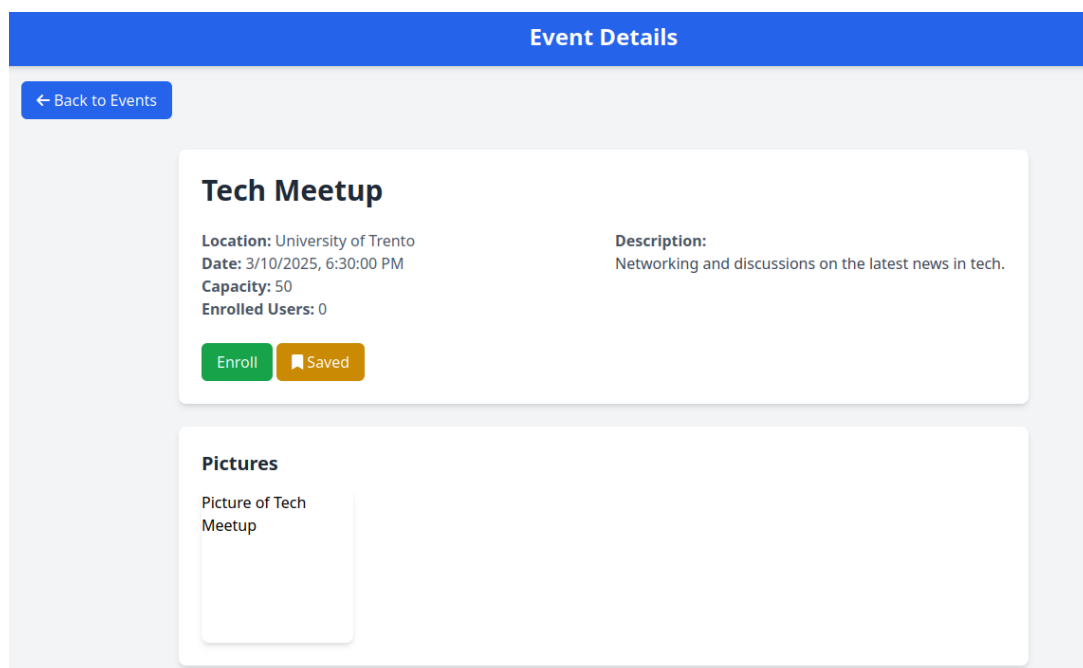 Event Details
← Back to Events
Tech Meetup
Location: University of Trento
Date: 3/10/2025, 6:30:00 PM
Capacity: 50
Enrolled Users: 0
Description:
Networking and discussions on the latest news in tech.
Enroll
Saved
Pictures
Picture of Tech
Meetup